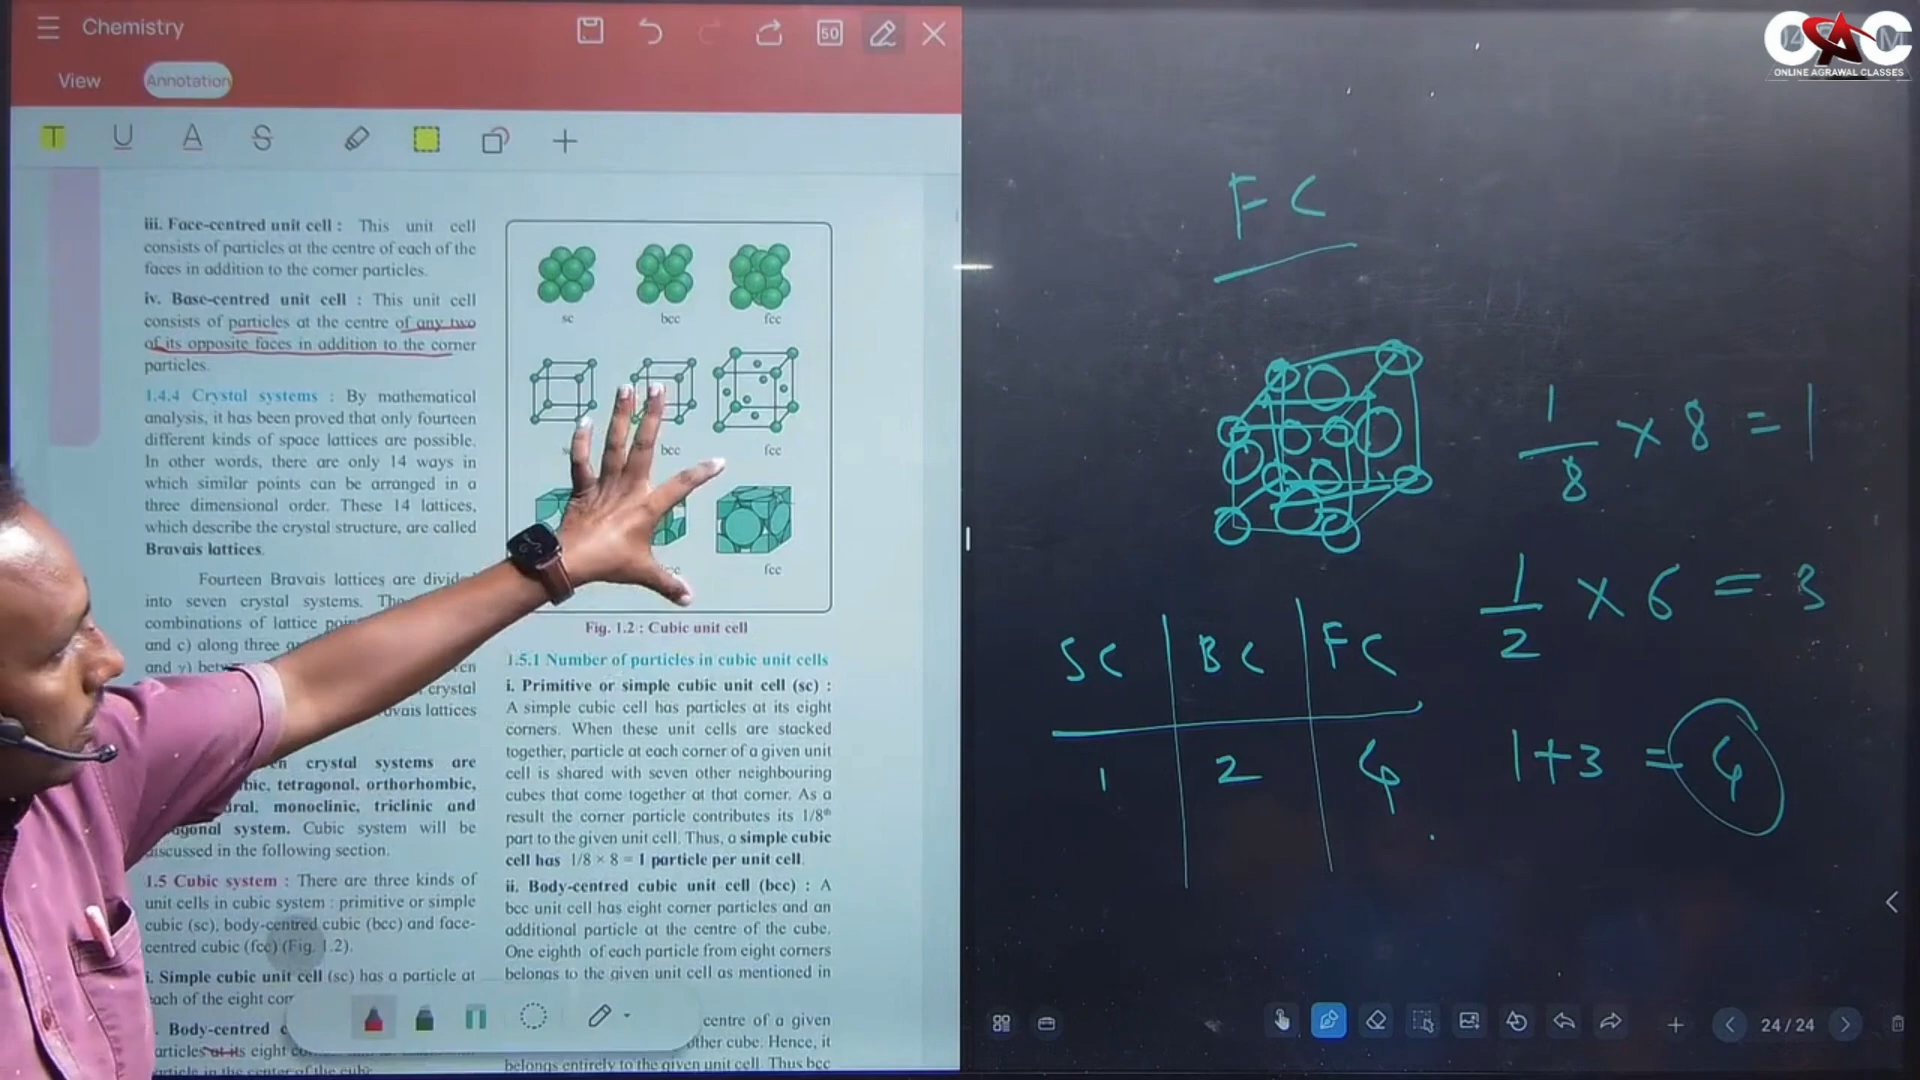 Chemistry
50
View
Annotation
T U A S
iii. Face-centred unit cell : This unit cell
consists of particles at the centre of each of the
faces in addition to the corner particles.
iv. Base-centred unit cell : This unit cell
consists of particles at the centre of any two
of its opposite faces in addition to the corner
particles.
1.4.4 Crystal systems : By mathematical
analysis, it has been proved that only fourteen
different kinds of space lattices are possible.
In other words, there are only 14 ways in
which similar points can be arranged in a
three dimensional order. These 14 lattices,
which describe the crystal structure, are called
Bravais lattices.
Fourteen Bravais lattices are
into seven crystal systems.
combinations of lattice
and c) along three
and γ)
crystal
lattices
crystal systems are
tetragonal, orthorhombic,
monoclinic, triclinic and
system. Cubic system will be
discussed in the following section.
1.5 Cubic system : There are three kinds of
unit cells in cubic system : primitive or simple
cubic (sc), body-centred cubic (bcc) and face-
centred cubic (fcc) (Fig. 1.2).
i. Simple cubic unit cell (sc) has a particle at
each of the eight
Body-centred
at its eight
particle in the center of the cube
sc bcc fcc
bcc fcc
fcc
Fig. 1.2 : Cubic unit cell
1.5.1 Number of particles in cubic unit cells
i. Primitive or simple cubic unit cell (sc) :
A simple cubic cell has particles at its eight
corners. When these unit cells are stacked
together, particle at each corner of a given unit
cell is shared with seven other neighbouring
cubes that come together at that corner. As a
result the corner particle contributes its 1/8th
part to the given unit cell. Thus, a simple cubic
cell has 1/8 × 8 = 1 particle per unit cell.
ii. Body-centred cubic unit cell (bcc) : A
bcc unit cell has eight corner particles and an
additional particle at the centre of the cube.
One eighth of each particle from eight corners
belongs to the given unit cell as mentioned in
centre of a given
other cube. Hence, it
belongs entirely to the given unit cell. Thus bcc
OAC
ONLINE AGRAWAL CLASSES
FC
1/8 × 8 = 1
1/2 × 6 = 3
1+3 = 4
SC BC FC
1 2 4
24 / 24